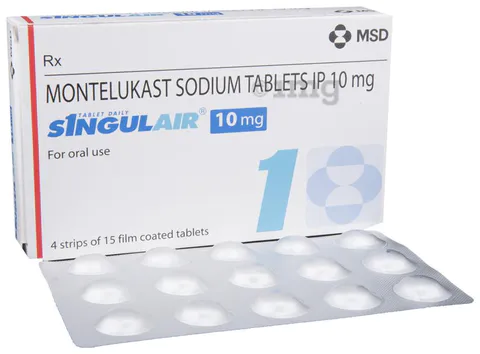 MSD
Rx
MONTELUKAST SODIUM TABLETS IP 10 mg
TABLET DAILY
S1NGULAIR® 10 mg
For oral use
1
4 strips of 15 film coated tablets